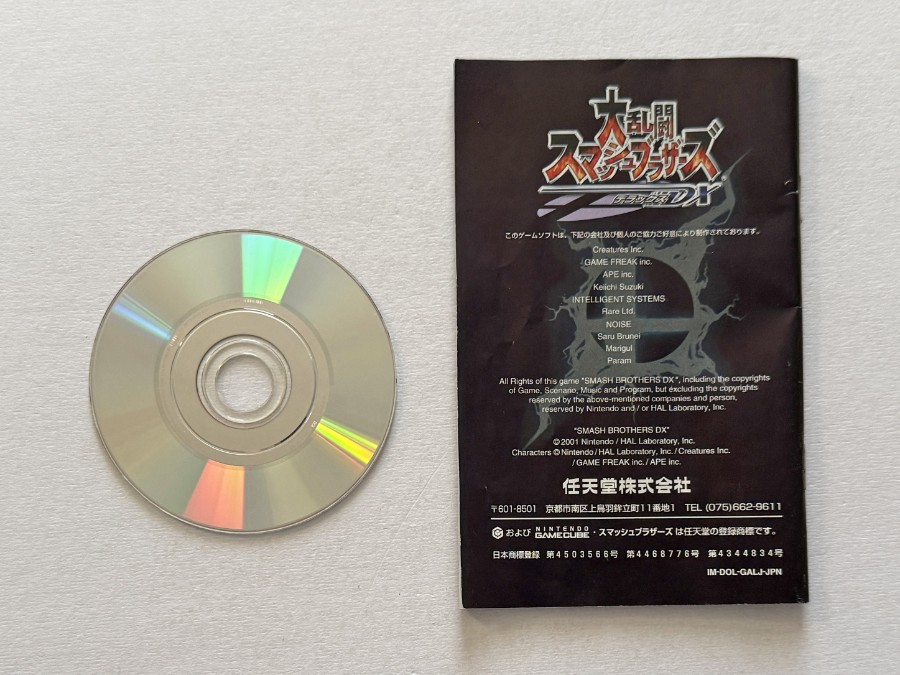 大乱闘
スマッシュブラザーズ
デラックス DX
このゲームソフトは、下記の会社及び個人のご協力ご好意により制作されております。
Creatures Inc.
GAME FREAK inc.
APE inc.
Keiichi Suzuki
INTELLIGENT SYSTEMS
Rare Ltd.
NOISE
Saru Brunei
Marigul
Param
All Rights of this game "SMASH BROTHERS DX", including the copyrights
of Game, Scenario, Music and Program, but excluding the copyrights
reserved by the above-mentioned companies and person,
reserved by Nintendo and / or HAL Laboratory, Inc.
"SMASH BROTHERS DX"
© 2001 Nintendo / HAL Laboratory, Inc.
Characters © Nintendo / HAL Laboratory, Inc. / Creatures Inc.
/ GAME FREAK inc. / APE inc.
任天堂株式会社
〒601-8501 京都市南区上鳥羽鉾立町11番地1 TEL (075)662-9611
および NINTENDO GAMECUBE・スマッシュブラザーズは任天堂の登録商標です。
日本商標登録 第4503566号 第4468776号 第4344834号
IM-DOL-GALJ-JPN